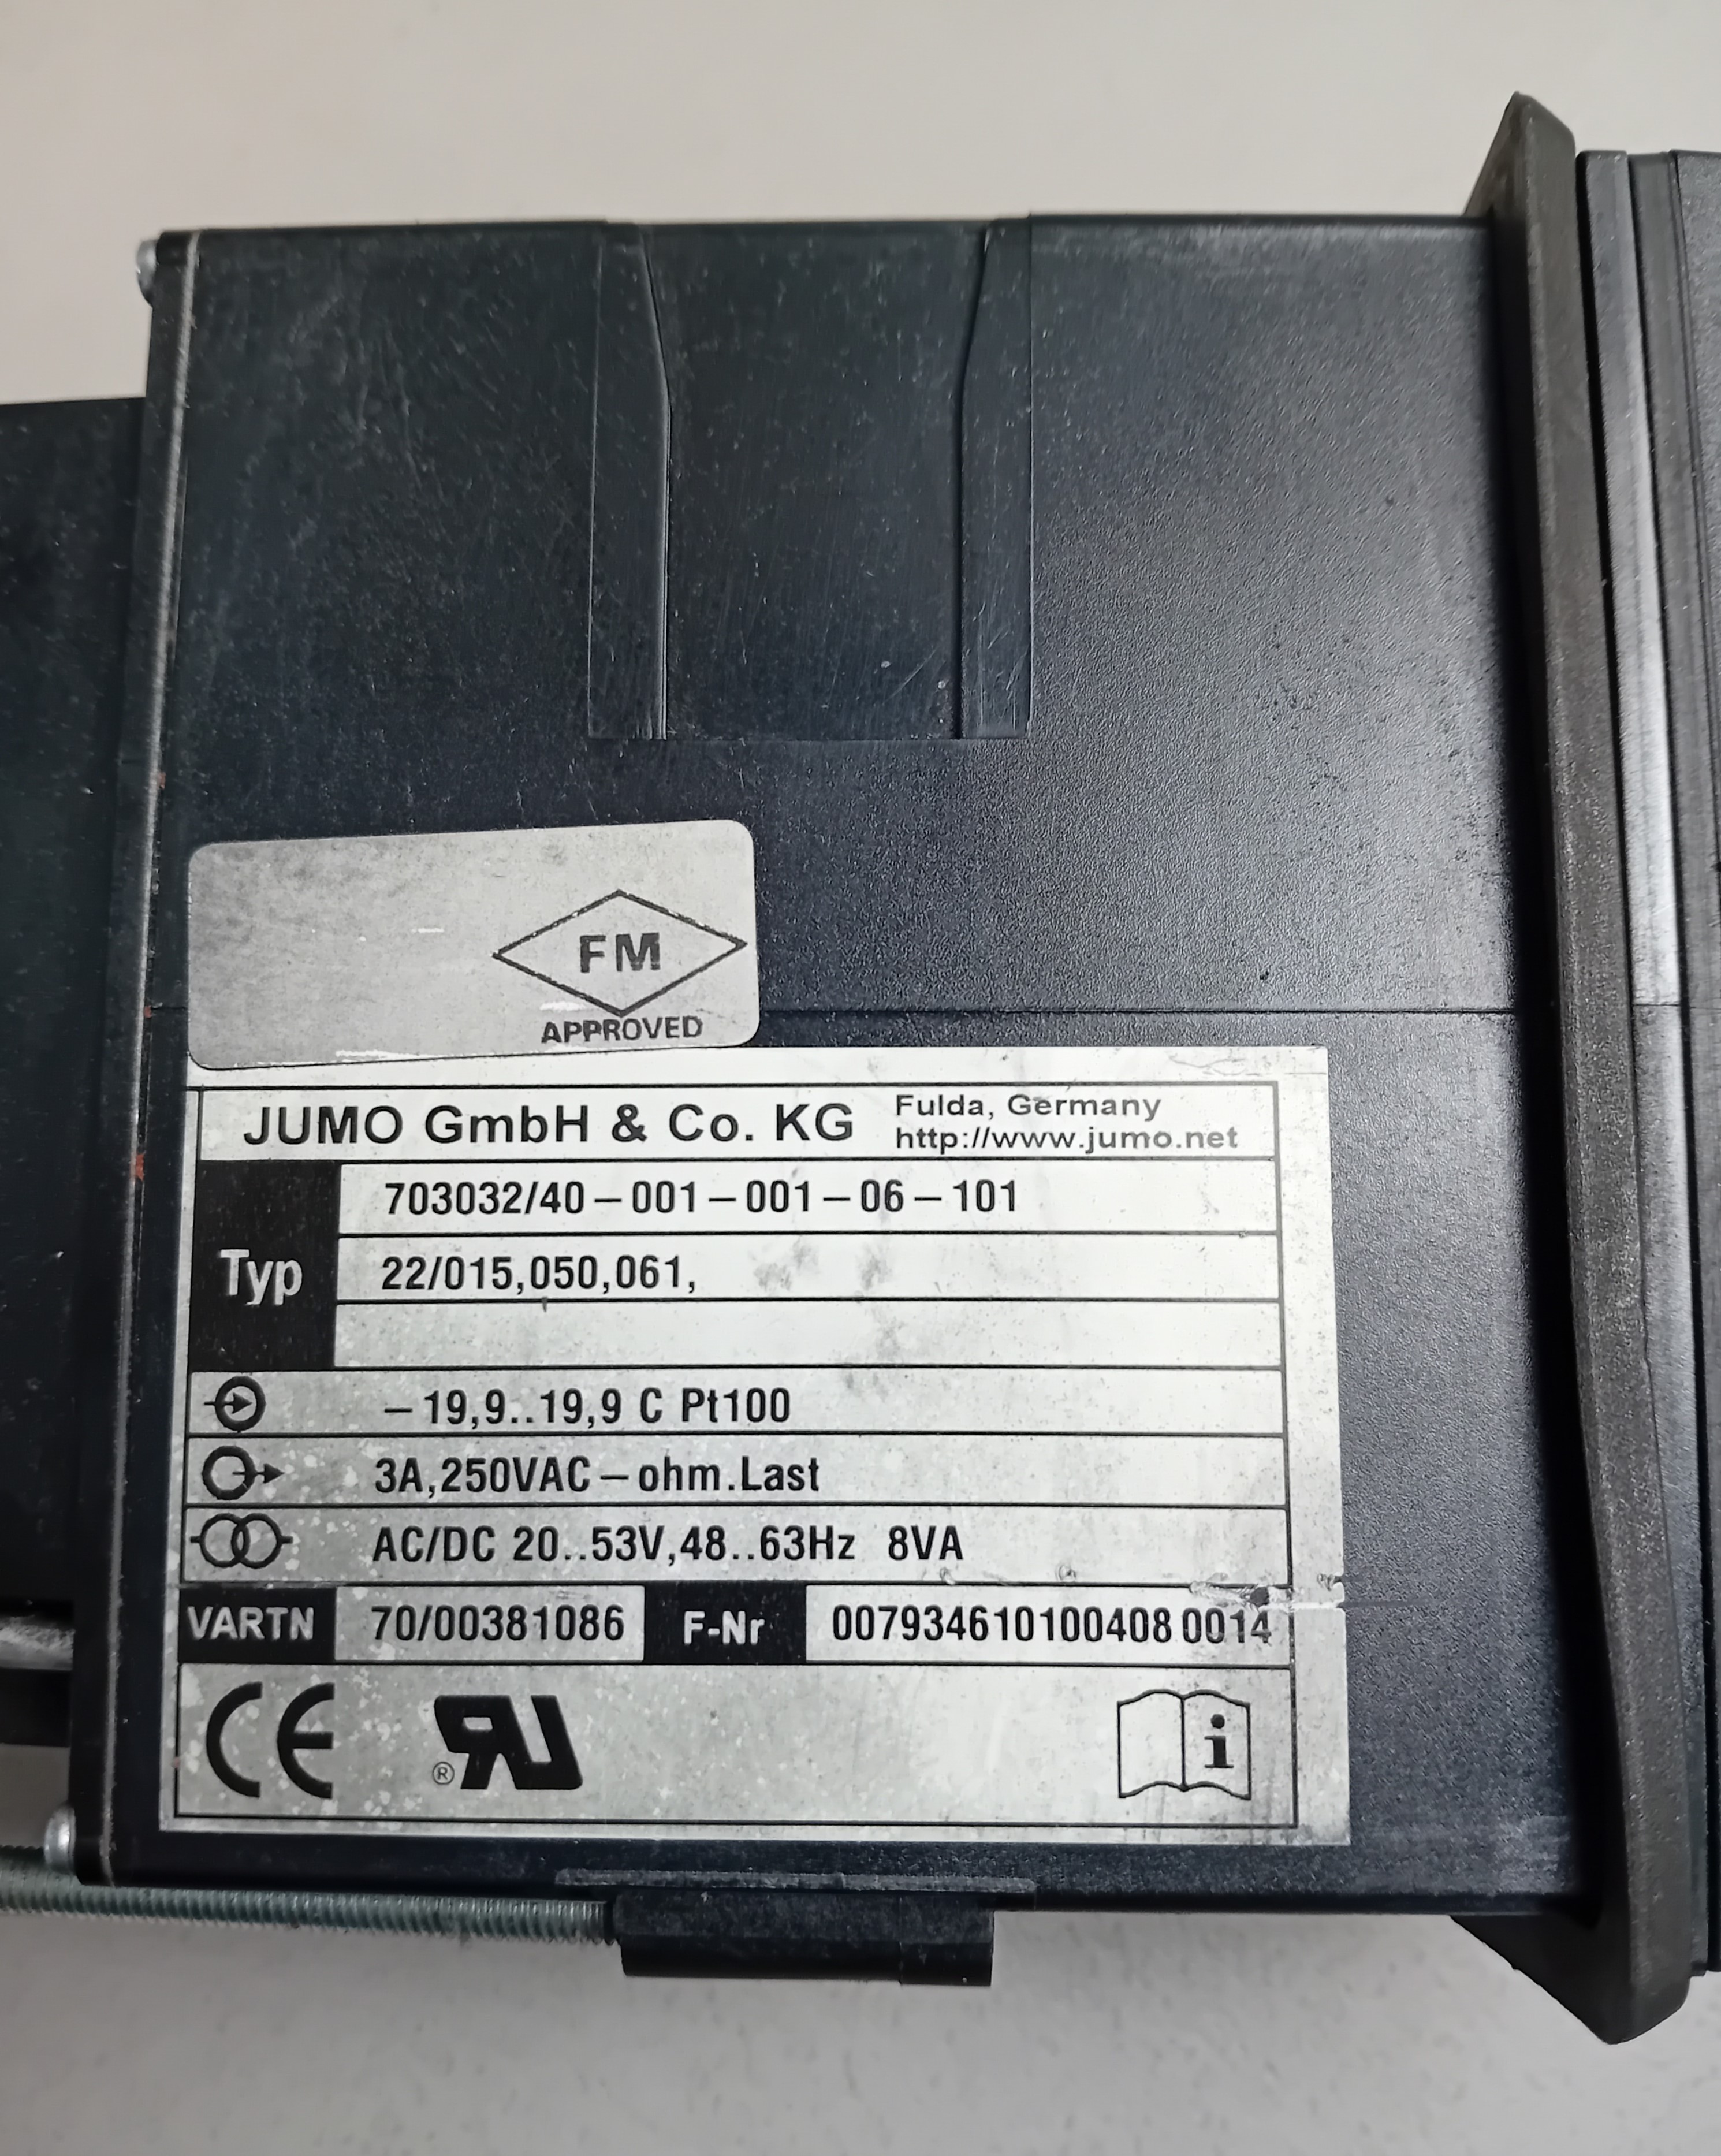 FM
APPROVED
JUMO GmbH & Co. KG
Fulda, Germany
http://www.jumo.net
Typ
703032/40-001-001-06-101
22/015,050,061,
-19,9..19,9 C Pt100
3A,250VAC-ohm.Last
AC/DC 20..53V,48..63Hz 8VA
VARTN 70/00381086 F-Nr 00793461010040800014
CE
RU ®
i